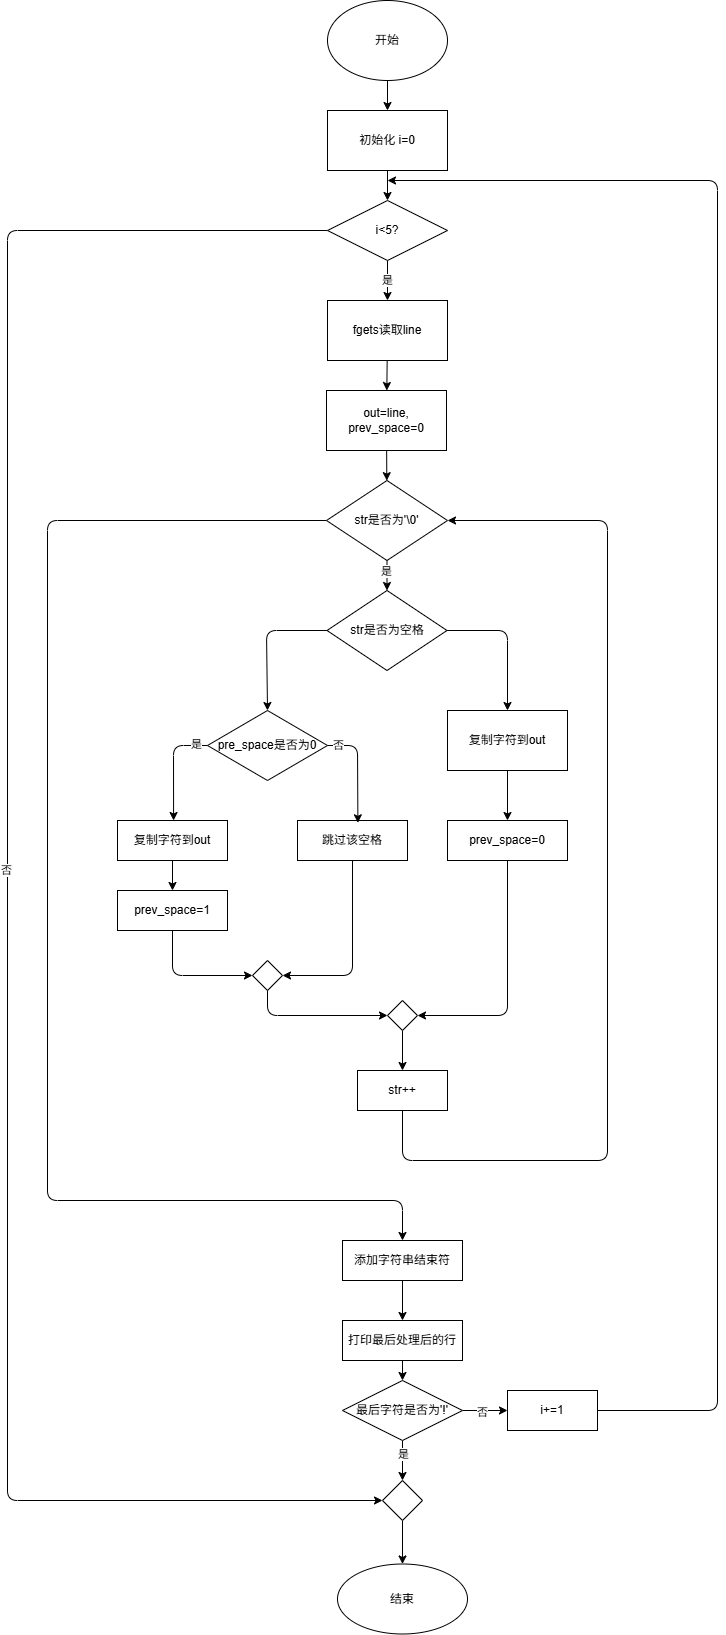 开始
初始化 i=0
i<5?
是
fgets读取line
out=line,
prev_space=0
str是否为'\0'
是
str是否为空格
复制字符到out
pre_space是否为0
是
否
复制字符到out
跳过该空格
prev_space=0
否
prev_space=1
str++
添加字符串结束符
打印最后处理后的行
最后字符是否为'!'
否
i+=1
是
结束